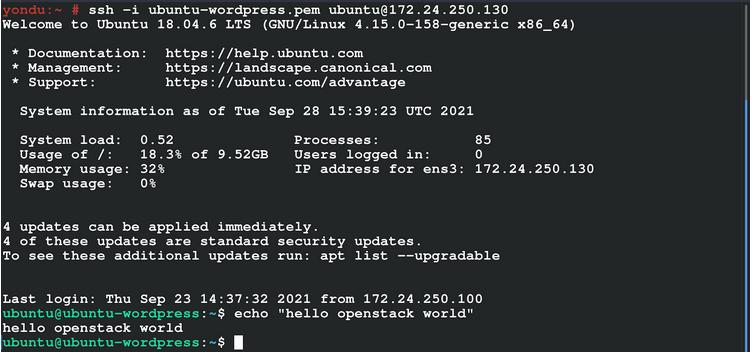 yondu:~ # ssh -i ubuntu-wordpress.pem ubuntu@172.24.250.130
Welcome to Ubuntu 18.04.6 LTS (GNU/Linux 4.15.0-158-generic x86_64)
* Documentation:  https://help.ubuntu.com
* Management:     https://landscape.canonical.com
* Support:        https://ubuntu.com/advantage
System information as of Tue Sep 28 15:39:23 UTC 2021
System load:  0.52               Processes:           85
Usage of /:   18.3% of 9.52GB    Users logged in:     0
Memory usage: 32%                IP address for ens3: 172.24.250.130
Swap usage:   0%
4 updates can be applied immediately.
4 of these updates are standard security updates.
To see these additional updates run: apt list --upgradable
Last login: Thu Sep 23 14:37:32 2021 from 172.24.250.100
ubuntu@ubuntu-wordpress:~$ echo "hello openstack world"
hello openstack world
ubuntu@ubuntu-wordpress:~$